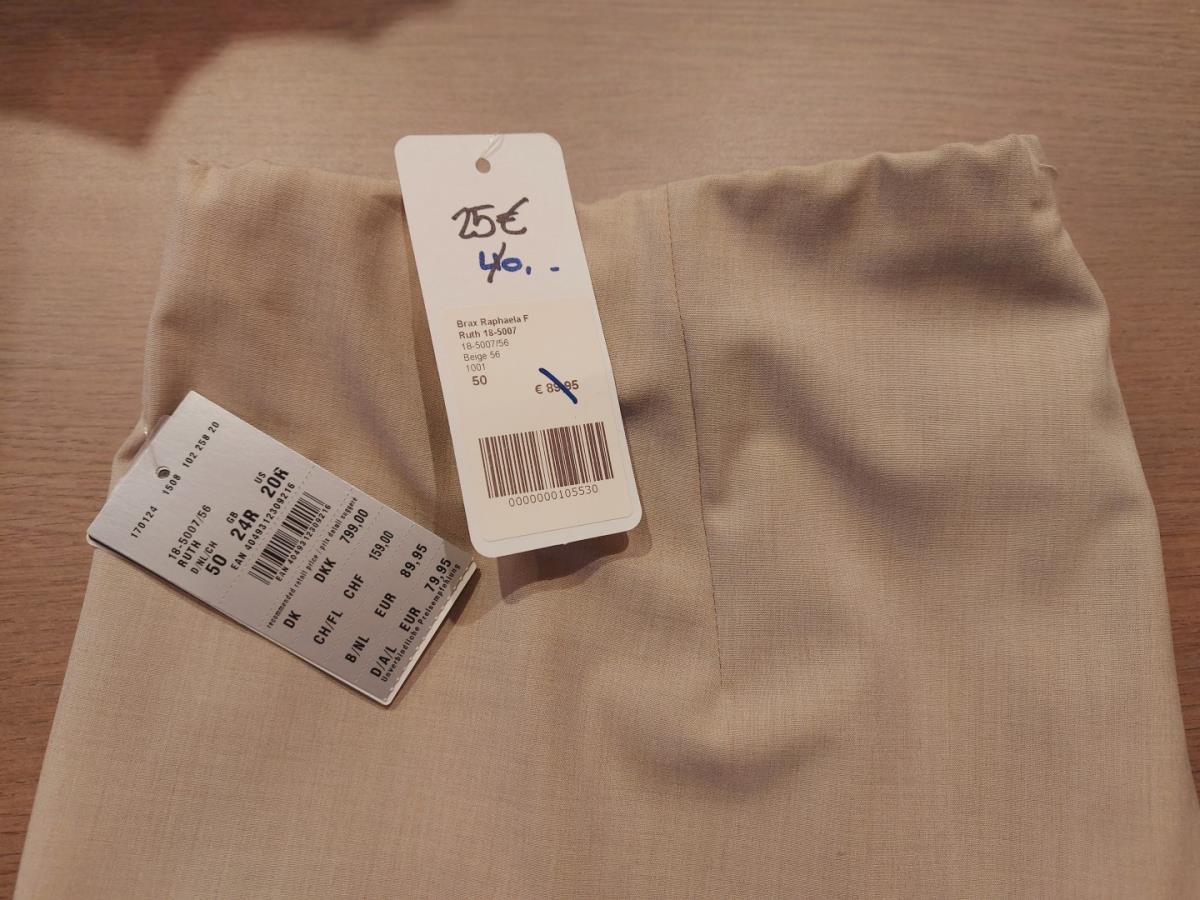 25€
40,-
Brax Raphaela F
Ruth 18-5007
18-5007/56
Beige 56
1001
50 € 89.95
0000000105530
170124 1508 102 258 20
18-5007/56
RUTH
D/NL/CH GB US
50 24R 20R
EAN 4049312309216
EAN 4049312309216
recommended retail price / prix detail suggéré
DK DKK 799.00
CH/FL CHF 159.00
B/NL EUR 89.95
D/A/L EUR 79.95
Unverbindliche Preisempfehlung